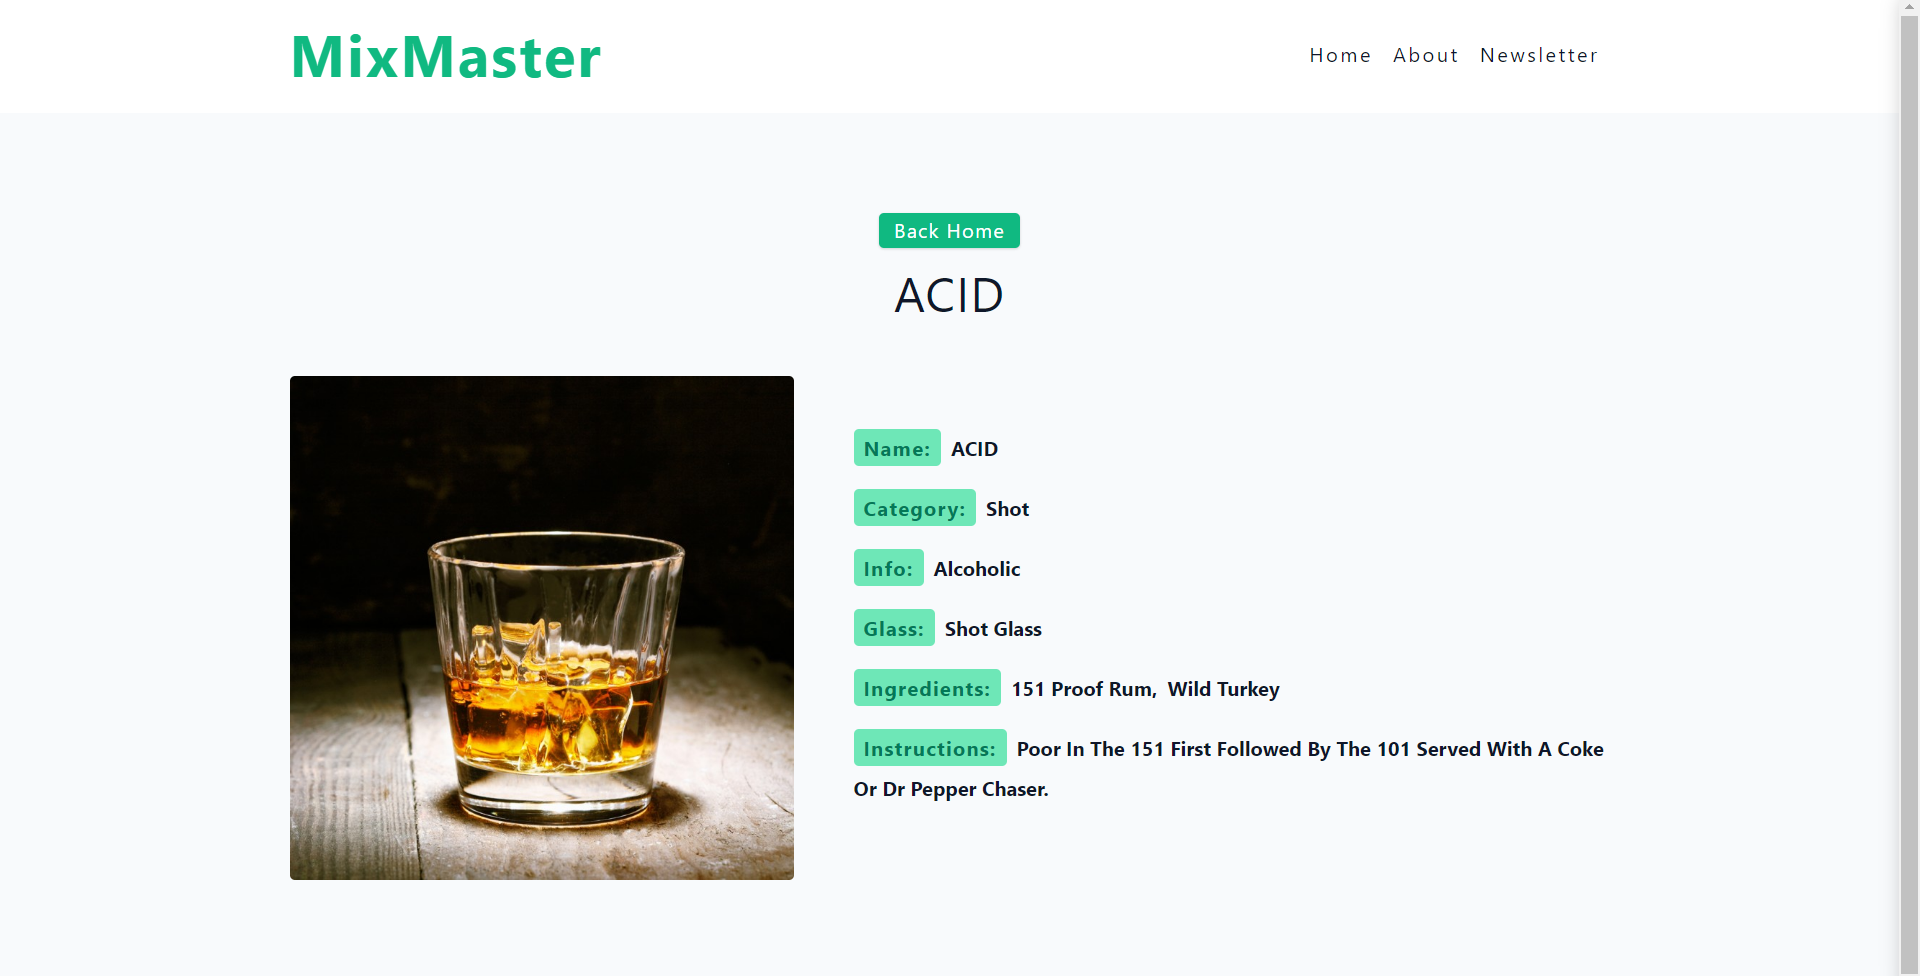 MixMaster
Home About Newsletter
Back Home
ACID
Name: ACID
Category: Shot
Info: Alcoholic
Glass: Shot Glass
Ingredients: 151 Proof Rum, Wild Turkey
Instructions: Poor In The 151 First Followed By The 101 Served With A Coke
Or Dr Pepper Chaser.